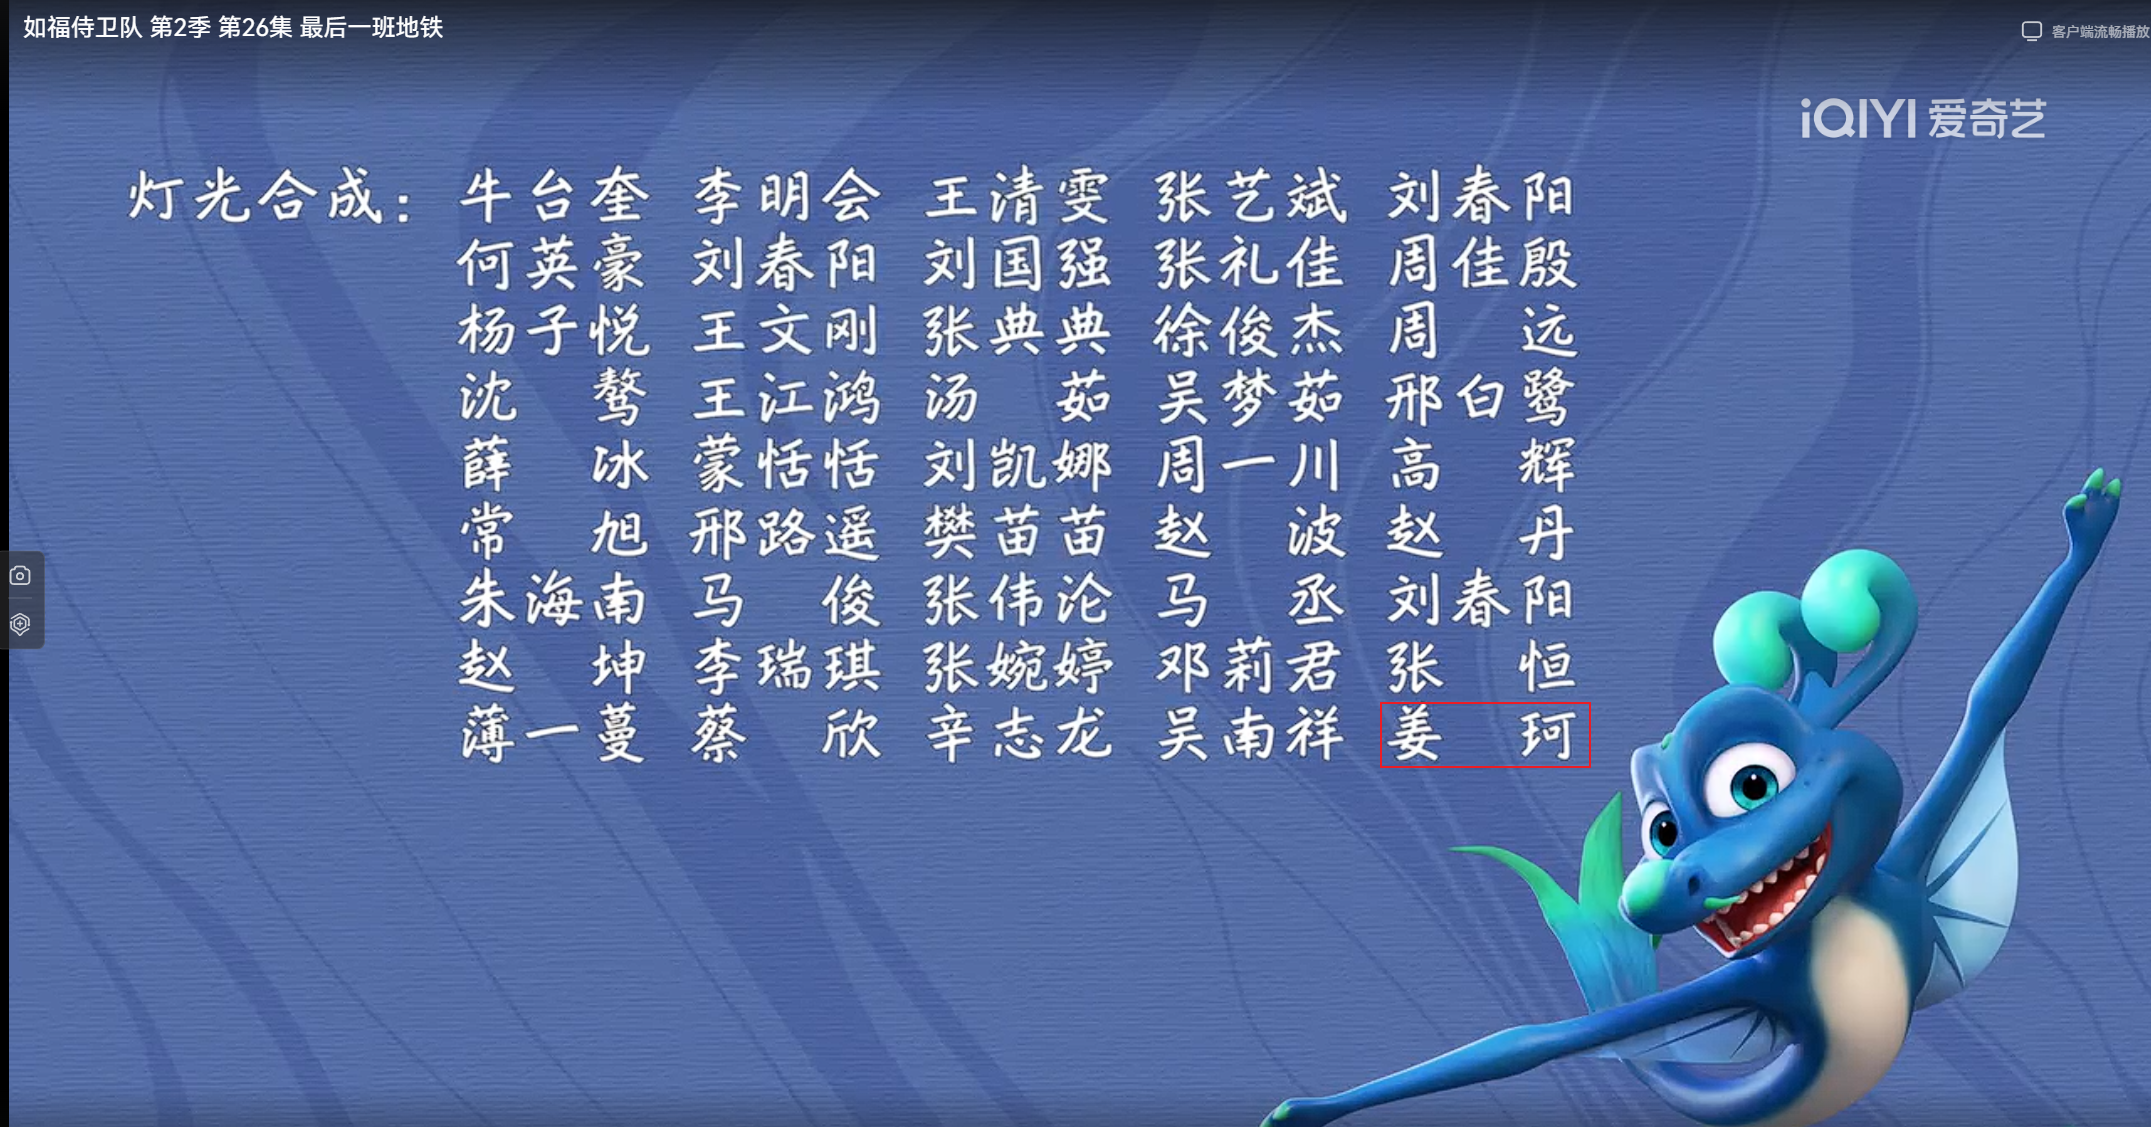 如福侍卫队 第2季 第26集 最后一班地铁
客户端流畅播放
iQIYI 爱奇艺
灯光合成: 牛台奎 李明会 王清雯 张艺斌 刘春阳
何英豪 刘春阳 刘国强 张礼佳 周佳殷
杨子悦 王文刚 张典典 徐俊杰 周 远
沈 骜 王江鸿 汤 茹 吴梦茹 邢白鹭
薛 冰 蒙恬恬 刘凯娜 周一川 高 辉
常 旭 邢路遥 樊苗苗 赵 波 赵 丹
朱海南 马 俊 张伟沦 马 丞 刘春阳
赵 坤 李瑞琪 张婉婷 邓莉君 张 恒
薄一蔓 蔡 欣 辛志龙 吴南祥 姜 珂